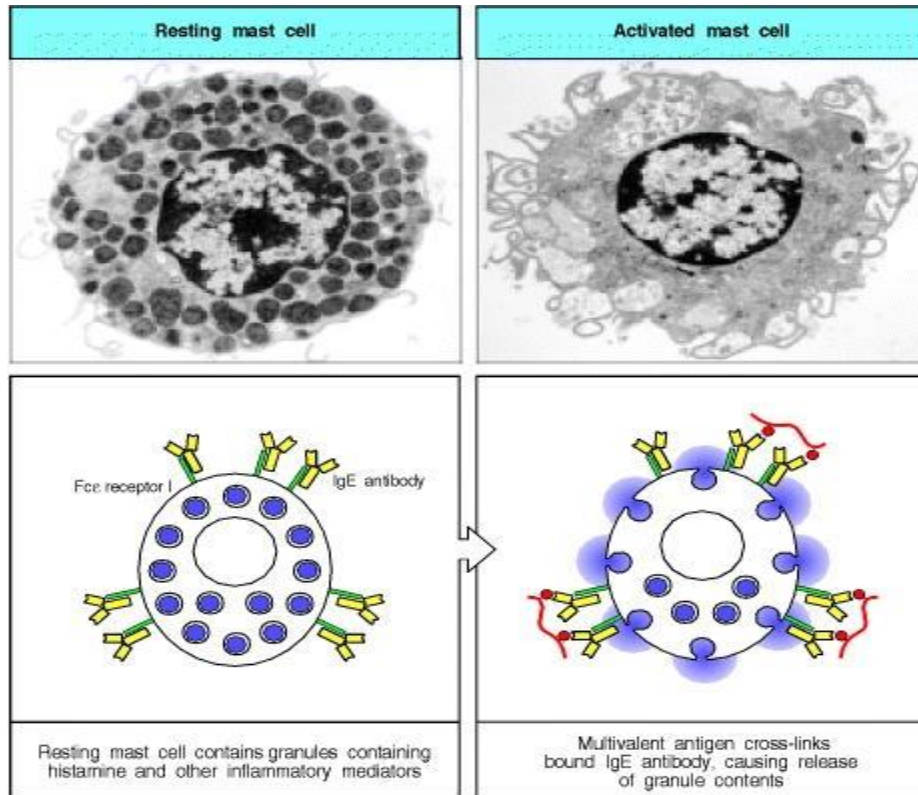 Resting mast cell
Activated mast cell
Fcε receptor I
IgE antibody
Resting mast cell contains granules containing
histamine and other inflammatory mediators
Multivalent antigen cross-links
bound IgE antibody, causing release
of granule contents